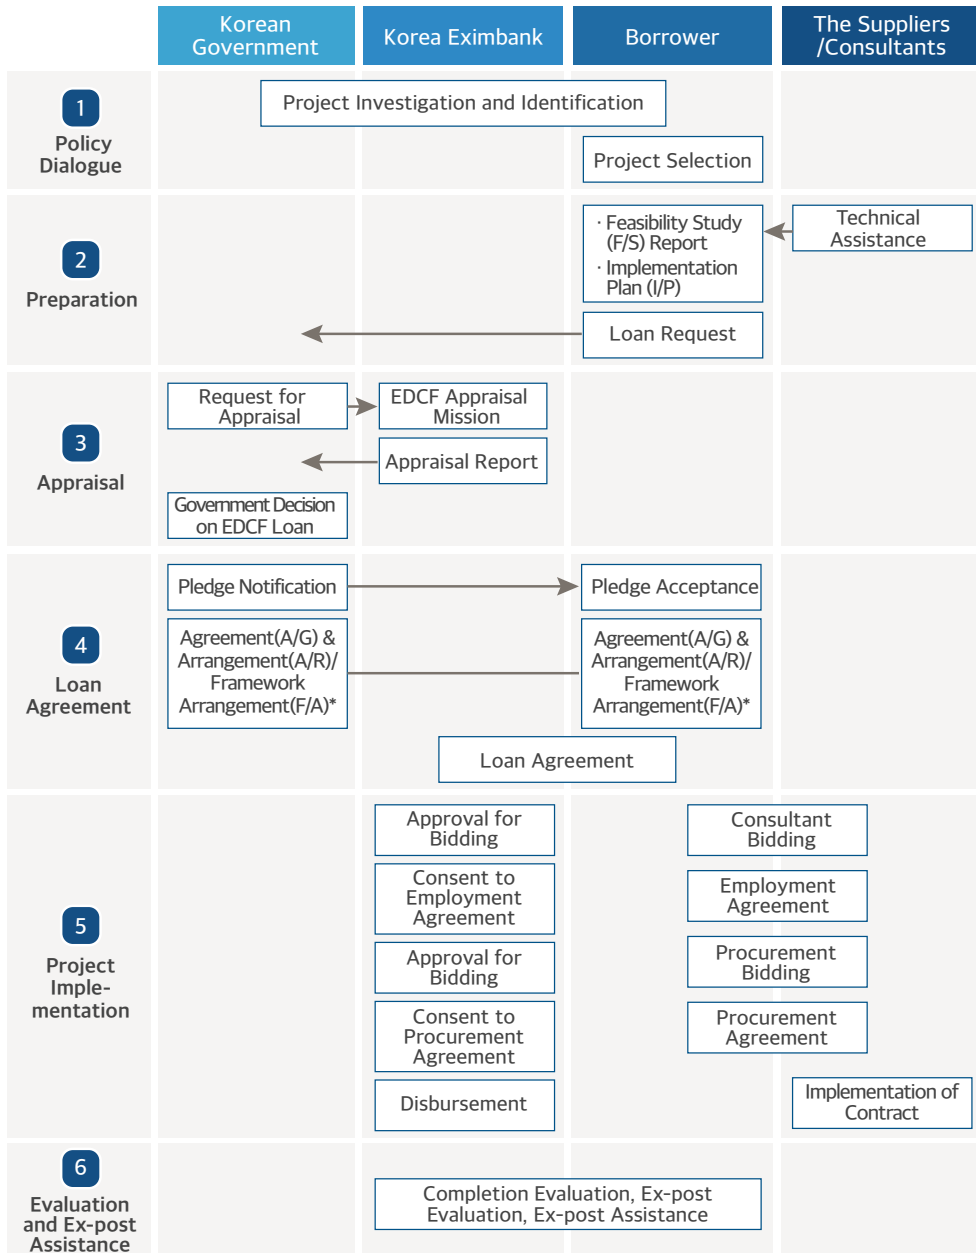 Korean
Government
Korea Eximbank
Borrower
The Suppliers
/Consultants
1
Policy
Dialogue
Project Investigation and Identification
Project Selection
2
Preparation
· Feasibility Study
(F/S) Report
· Implementation
Plan (I/P)
Technical
Assistance
Loan Request
3
Appraisal
Request for
Appraisal
EDCF Appraisal
Mission
Appraisal Report
Government Decision
on EDCF Loan
4
Loan
Agreement
Pledge Notification
Pledge Acceptance
Agreement(A/G) &
Arrangement(A/R)/
Framework
Arrangement(F/A)*
Agreement(A/G) &
Arrangement(A/R)/
Framework
Arrangement(F/A)*
Loan Agreement
5
Project
Imple-
mentation
Approval for
Bidding
Consultant
Bidding
Consent to
Employment
Agreement
Employment
Agreement
Approval for
Bidding
Procurement
Bidding
Consent to
Procurement
Agreement
Procurement
Agreement
Disbursement
Implementation of
Contract
6
Evaluation
and Ex-post
Assistance
Completion Evaluation, Ex-post
Evaluation, Ex-post Assistance